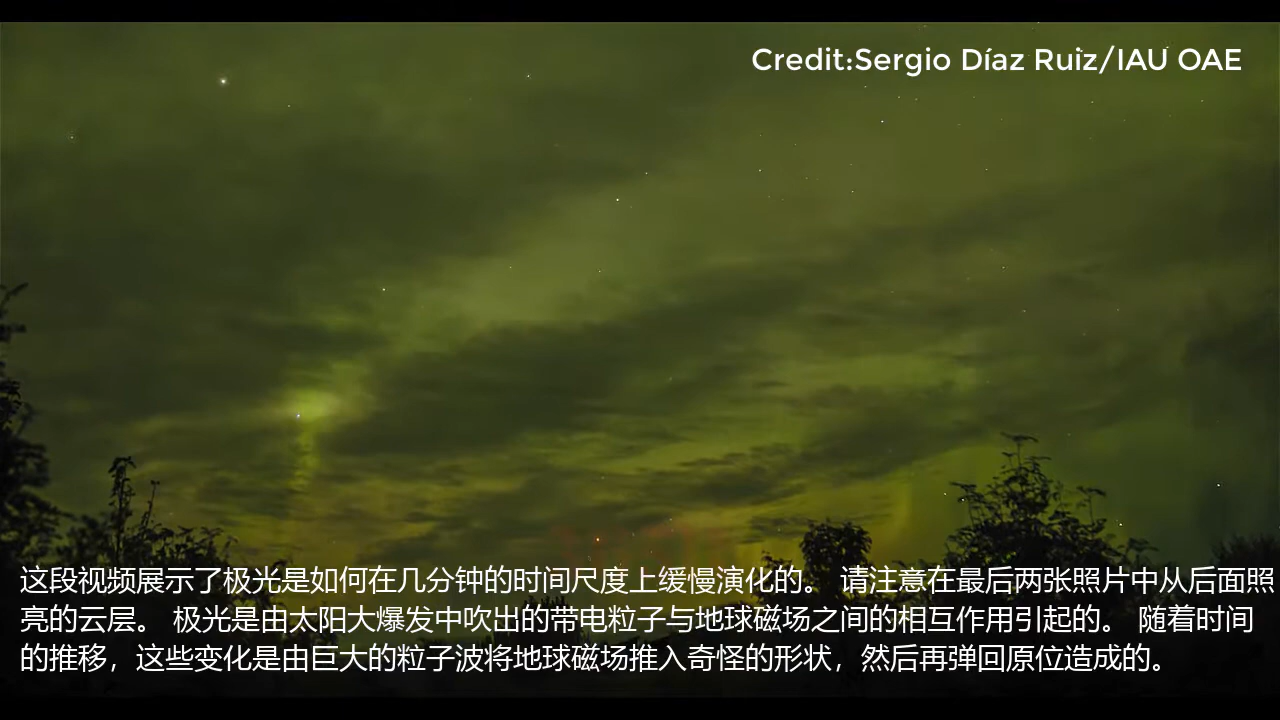 Credit:Sergio Díaz Ruiz/IAU OAE
这段视频展示了极光是如何在几分钟的时间尺度上缓慢演化的。 请注意在最后两张照片中从后面照
亮的云层。 极光是由太阳大爆发中吹出的带电粒子与地球磁场之间的相互作用引起的。 随着时间
的推移，这些变化是由巨大的粒子波将地球磁场推入奇怪的形状，然后再弹回原位造成的。